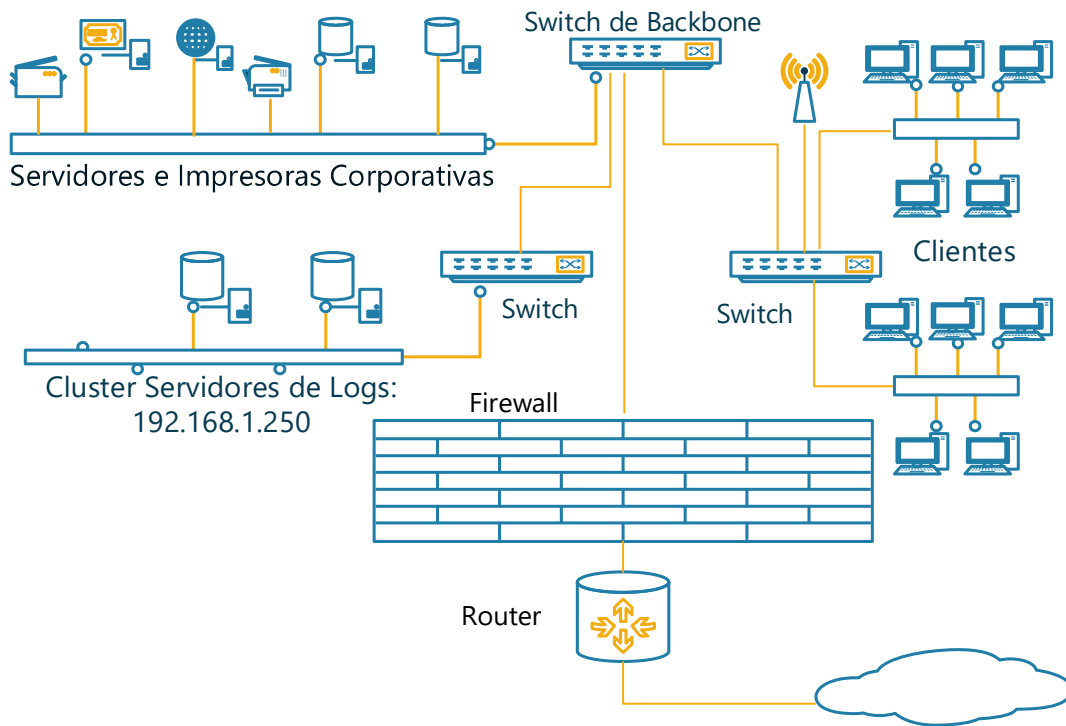 Switch de Backbone
Servidores e Impresoras Corporativas
Clientes
Switch
Switch
Cluster Servidores de Logs:
192.168.1.250
Firewall
Router